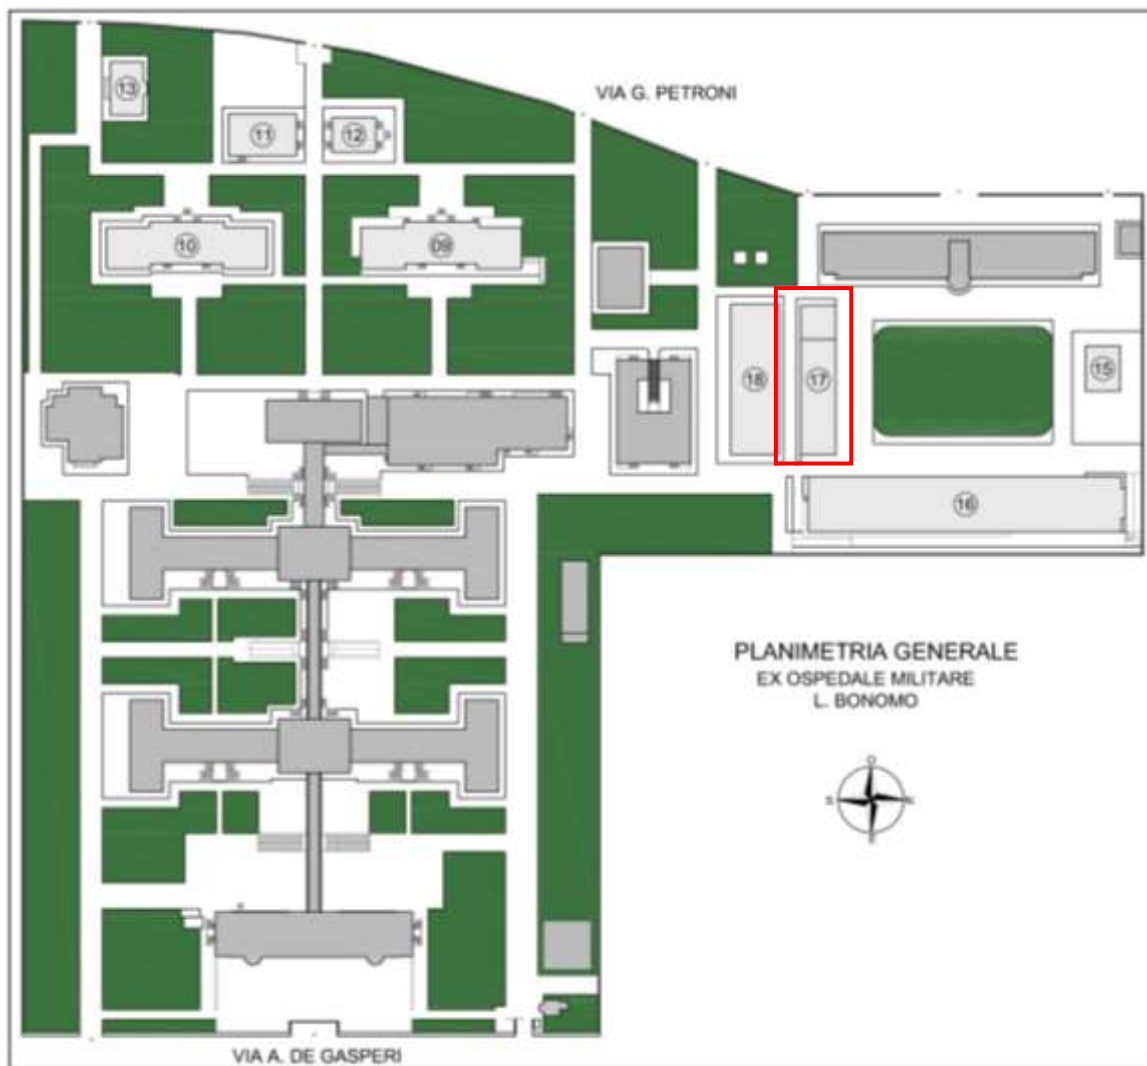 VIA G. PETRONI
13
11
12
10
09
18
17
15
16
PLANIMETRIA GENERALE
EX OSPEDALE MILITARE
L. BONOMO
O
S
N
VIA A. DE GASPERI